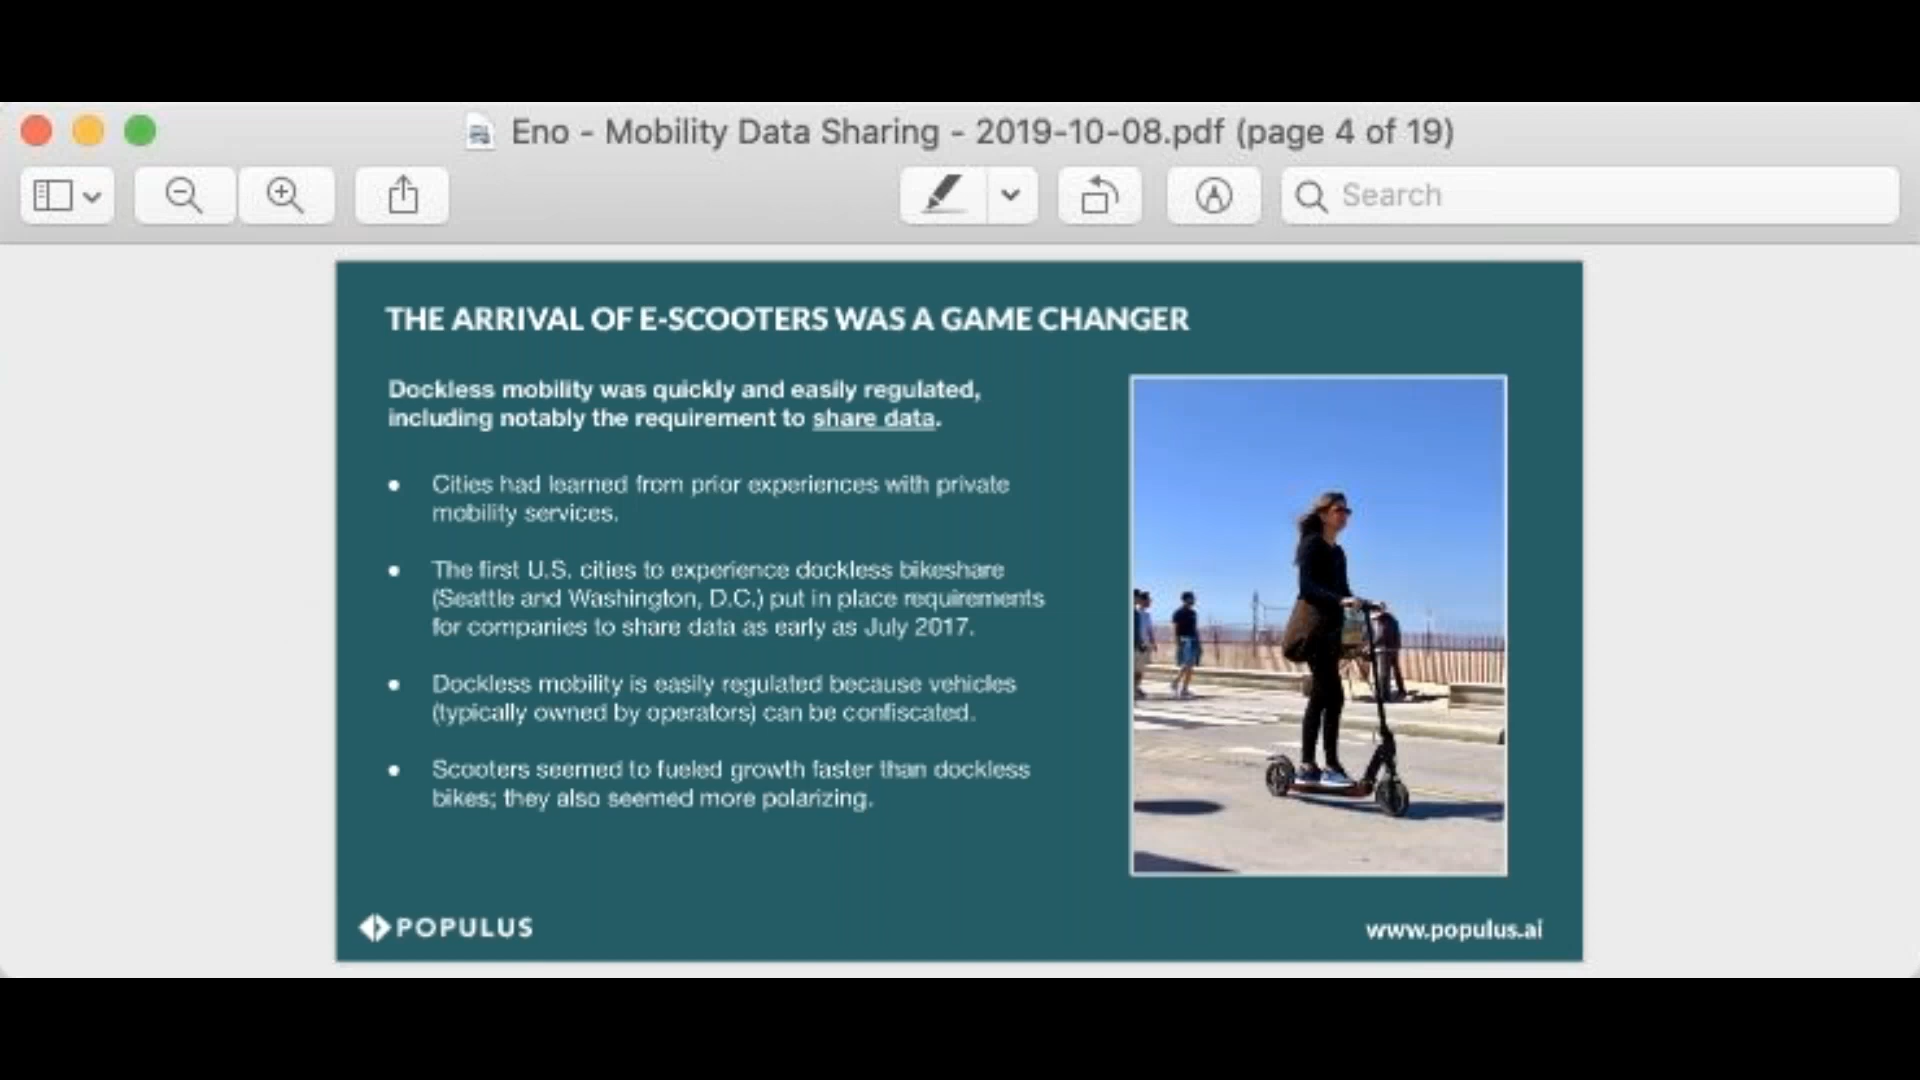 Eno - Mobility Data Sharing - 2019-10-08.pdf (page 4 of 19)
Search
THE ARRIVAL OF E-SCOOTERS WAS A GAME CHANGER
Dockless mobility was quickly and easily regulated,
including notably the requirement to share data.
● Cities had learned from prior experiences with private
mobility services.
● The first U.S. cities to experience dockless bikeshare
(Seattle and Washington, D.C.) put in place requirements
for companies to share data as early as July 2017.
● Dockless mobility is easily regulated because vehicles
(typically owned by operators) can be confiscated.
● Scooters seemed to fueled growth faster than dockless
bikes; they also seemed more polarizing.
POPULUS
www.populus.ai